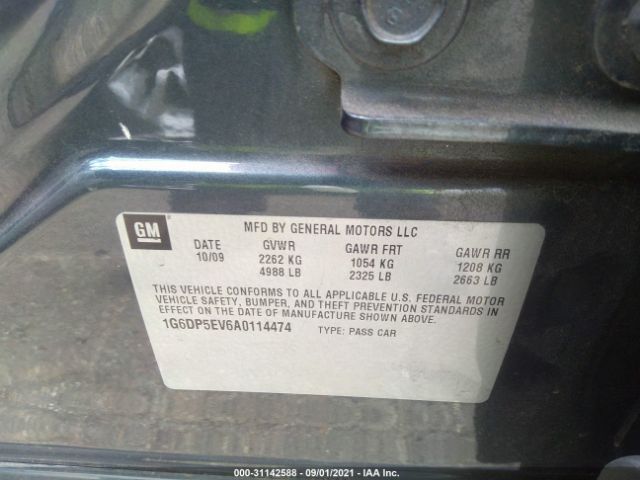 GM
MFD BY GENERAL MOTORS LLC
DATE GVWR GAWR FRT GAWR RR
10/09 2262 KG 1054 KG 1208 KG
4988 LB 2325 LB 2663 LB
THIS VEHICLE CONFORMS TO ALL APPLICABLE U.S. FEDERAL MOTOR
VEHICLE SAFETY, BUMPER, AND THEFT PREVENTION STANDARDS IN
EFFECT ON THE DATE OF MANUFACTURE SHOWN ABOVE.
1G6DP5EV6A0114474 TYPE: PASS CAR
000-31142588 - 09/01/2021 - IAA Inc.